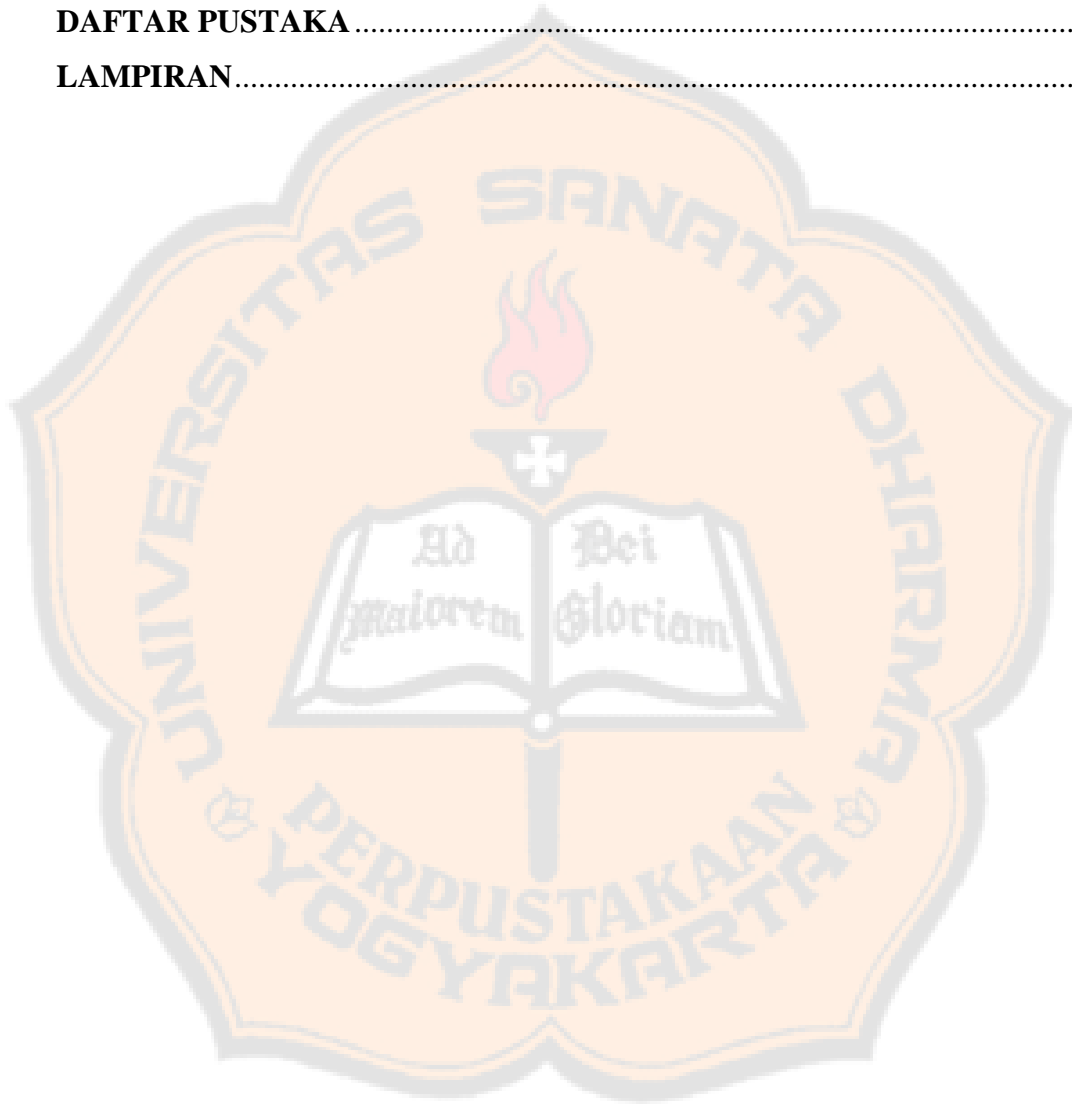 DAFTAR PUSTAKA ........................................................................................
LAMPIRAN ........................................................................................................
UNIVERSITAS SANATA DHARMA
Ad Dei
Maiorem Gloriam
PERPUSTAKAAN
YOGYAKARTA